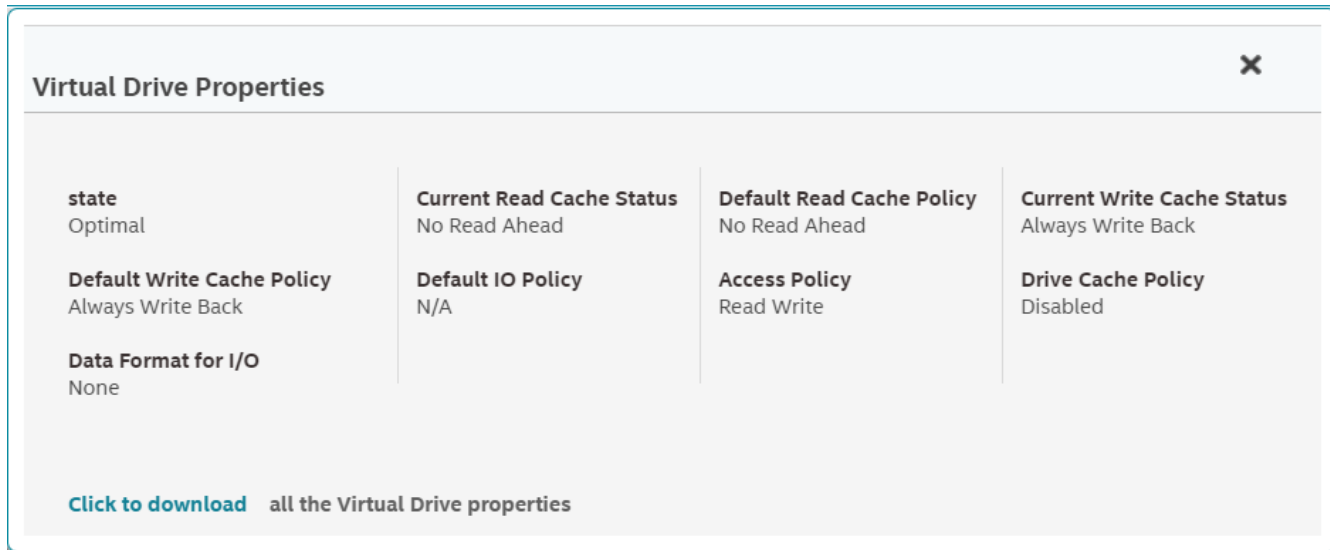 Virtual Drive Properties
state
Optimal
Current Read Cache Status
No Read Ahead
Default Read Cache Policy
No Read Ahead
Current Write Cache Status
Always Write Back
Default Write Cache Policy
Always Write Back
Default IO Policy
N/A
Access Policy
Read Write
Drive Cache Policy
Disabled
Data Format for I/O
None
Click to download all the Virtual Drive properties